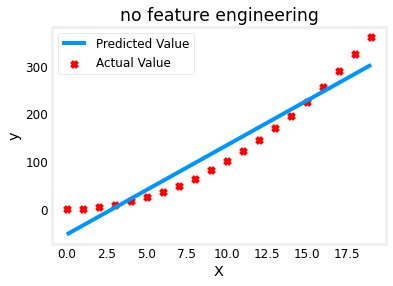 no feature engineering
Predicted Value
Actual Value
300
200
100
0
y
0.0 2.5 5.0 7.5 10.0 12.5 15.0 17.5
X